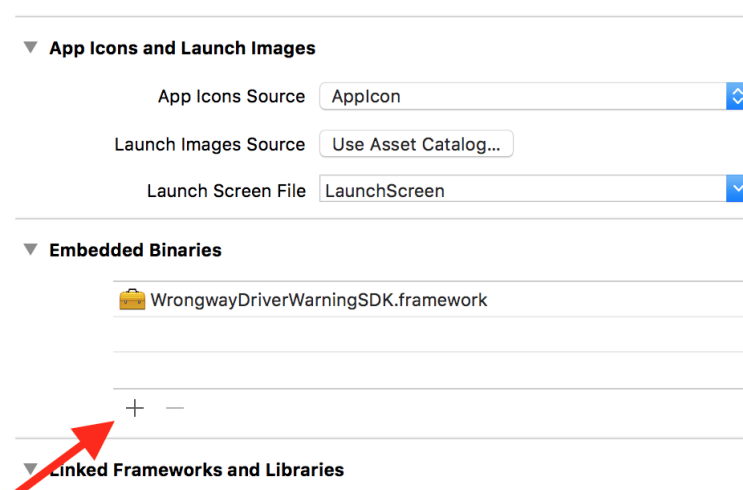 App Icons and Launch Images
App Icons Source AppIcon
Launch Images Source Use Asset Catalog...
Launch Screen File LaunchScreen
Embedded Binaries
WrongwayDriverWarningSDK.framework
Linked Frameworks and Libraries